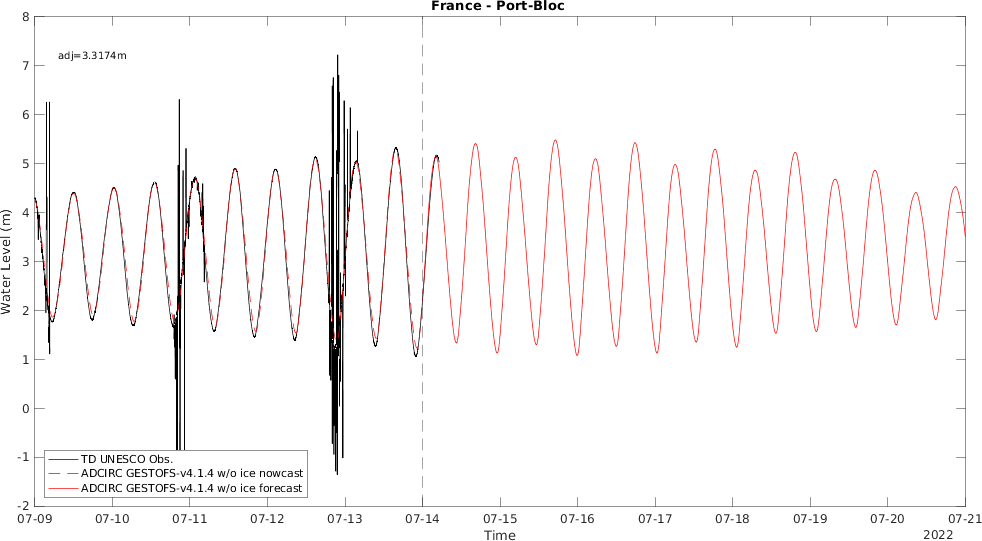 France - Port-Bloc
adj=3.3174m
Water Level (m)
8
7
6
5
4
3
2
1
0
-1
-2
TD UNESCO Obs.
ADCIRC GESTOFS-v4.1.4 w/o ice nowcast
ADCIRC GESTOFS-v4.1.4 w/o ice forecast
07-09 07-10 07-11 07-12 07-13 07-14 07-15 07-16 07-17 07-18 07-19 07-20 07-21
Time
2022